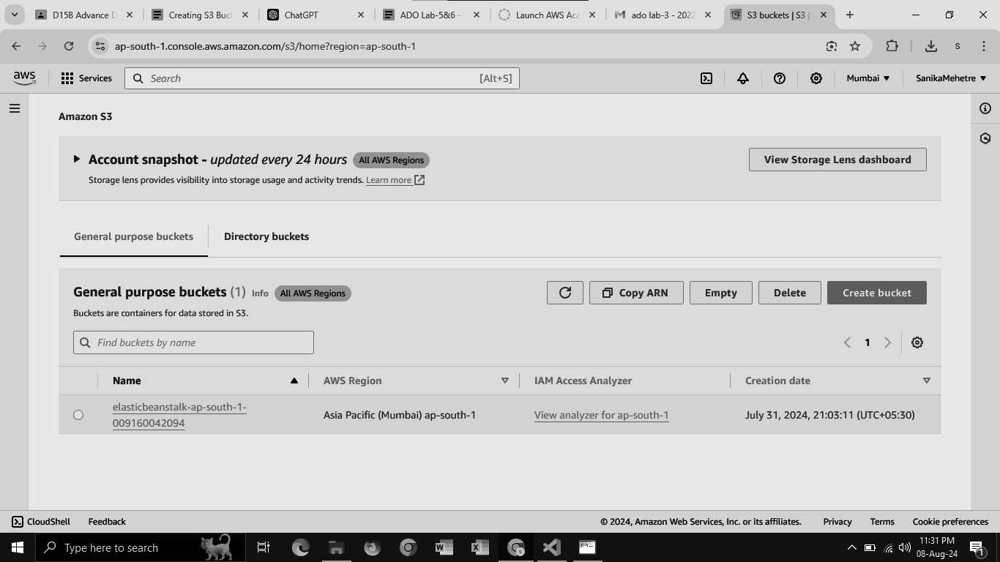 D15B Advance D
Creating S3 Buck
ChatGPT
ADO Lab-5&6 -
Launch AWS Aca
ado lab-3 - 2022
S3 buckets | S3 |
ap-south-1.console.aws.amazon.com/s3/home?region=ap-south-1
S
aws
Services
Search
[Alt+S]
Mumbai
SanikaMehetre
Amazon S3
Account snapshot - updated every 24 hours
All AWS Regions
View Storage Lens dashboard
Storage lens provides visibility into storage usage and activity trends. Learn more
General purpose buckets
Directory buckets
General purpose buckets (1)
Info
All AWS Regions
Copy ARN
Empty
Delete
Create bucket
Buckets are containers for data stored in S3.
Find buckets by name
1
Name
AWS Region
IAM Access Analyzer
Creation date
elasticbeanstalk-ap-south-1-
009160042094
Asia Pacific (Mumbai) ap-south-1
View analyzer for ap-south-1
July 31, 2024, 21:03:11 (UTC+05:30)
CloudShell
Feedback
© 2024, Amazon Web Services, Inc. or its affiliates.
Privacy
Terms
Cookie preferences
Type here to search
11:31 PM
08-Aug-24
1